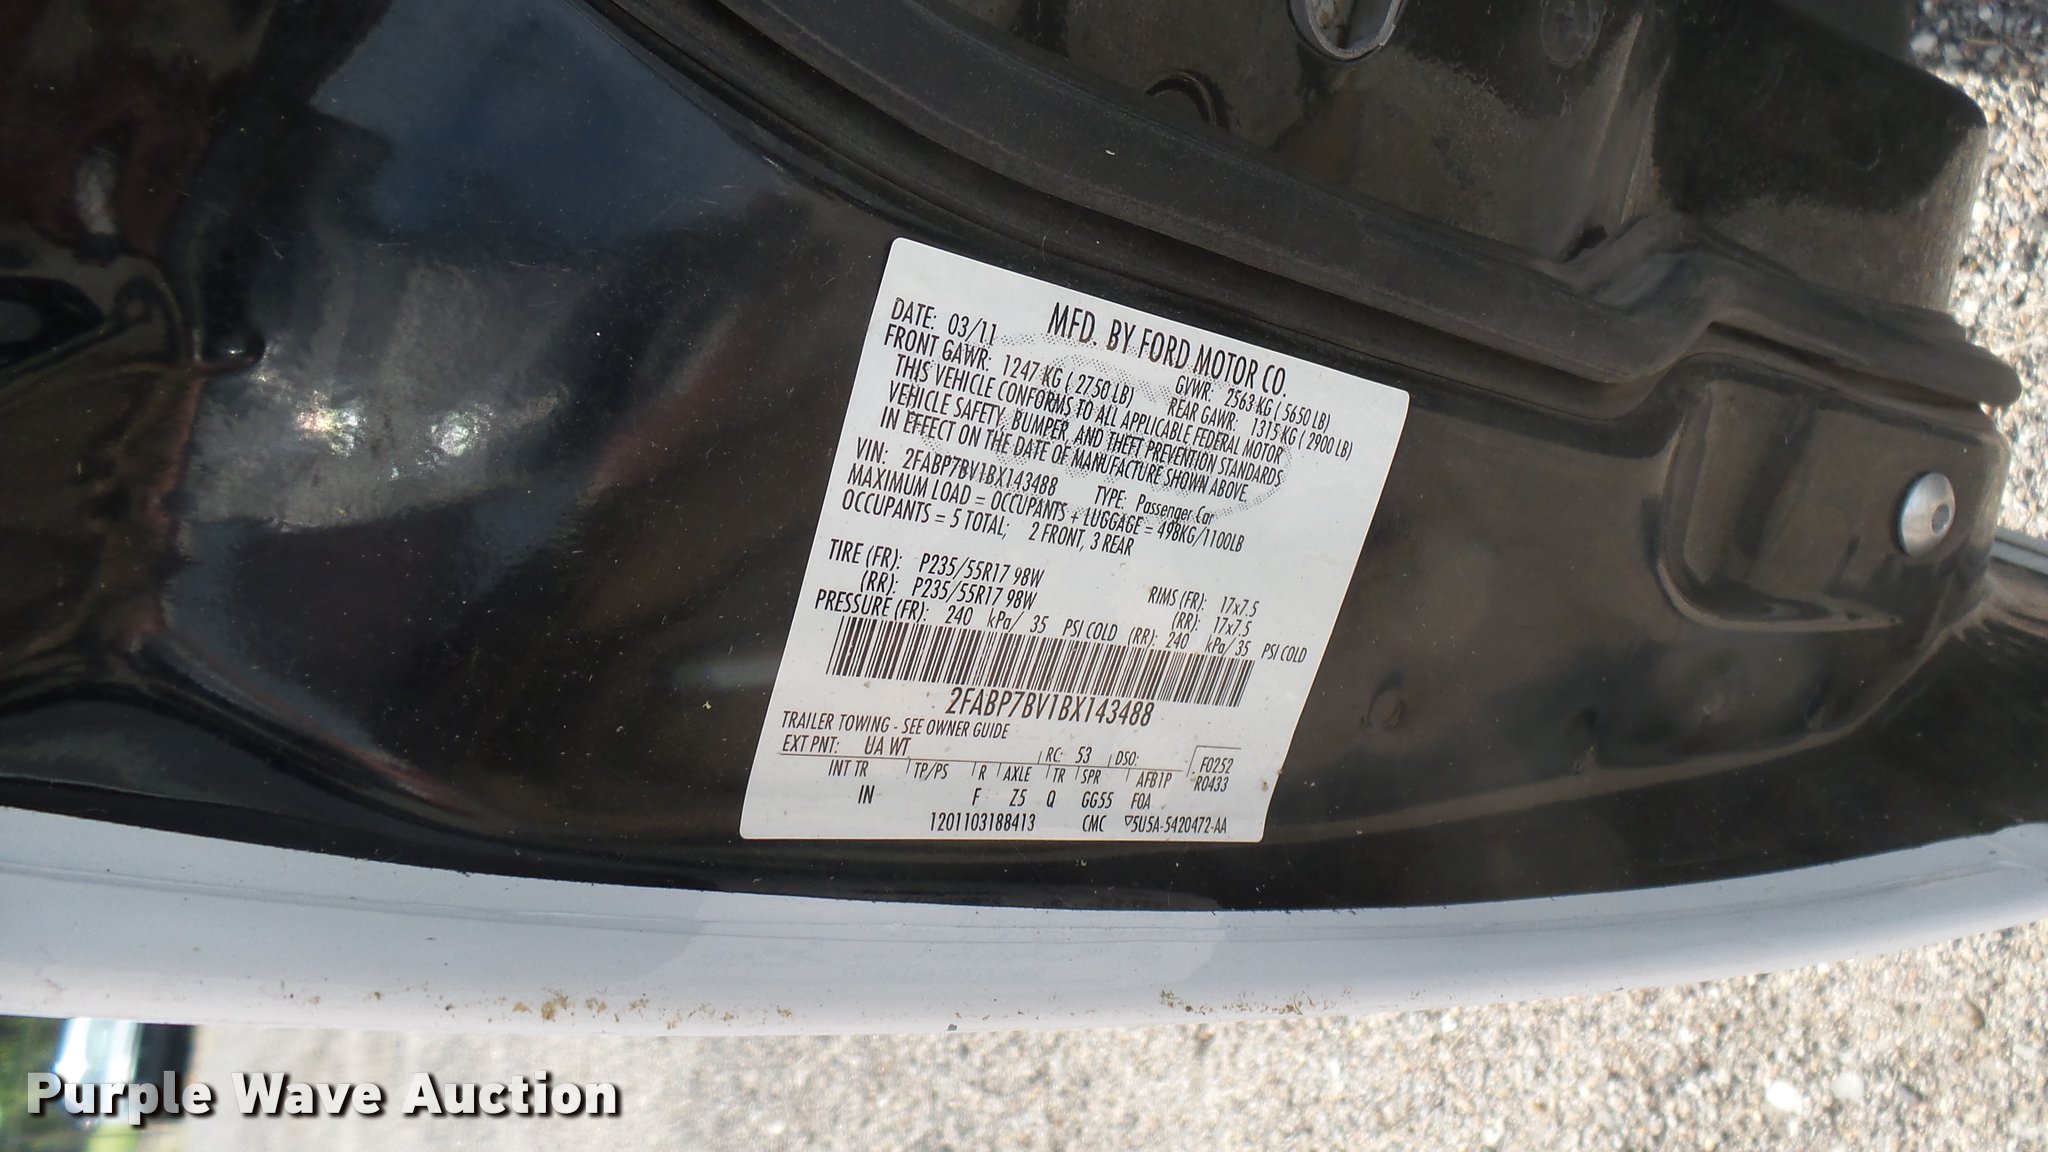 MFD. BY FORD MOTOR CO.
DATE: 03/11 GVWR: 2563 KG ( 5650 LB)
FRONT GAWR: 1247 KG ( 2750 LB) REAR GAWR: 1315 KG ( 2900 LB)
THIS VEHICLE CONFORMS TO ALL APPLICABLE FEDERAL MOTOR
VEHICLE SAFETY, BUMPER, AND THEFT PREVENTION STANDARDS
IN EFFECT ON THE DATE OF MANUFACTURE SHOWN ABOVE.
VIN: 2FABP7BV1BX143488 TYPE: Passenger Car
MAXIMUM LOAD = OCCUPANTS + LUGGAGE = 498KG/1100LB
OCCUPANTS = 5 TOTAL; 2 FRONT, 3 REAR
TIRE (FR): P235/55R17 98W RIMS (FR): 17x7.5
(RR): P235/55R17 98W (RR): 17x7.5
PRESSURE (FR): 240 kPa/ 35 PSI COLD (RR): 240 kPa/ 35 PSI COLD
2FABP7BV1BX143488
TRAILER TOWING - SEE OWNER GUIDE
EXT PNT: UA WT RC: 53 DSO: F0252
INT TR TP/PS R AXLE TR SPR AFB1P R0433
IN F Z5 Q GG55 FOA
1201103188413 CMC ▽5U5A-5420472-AA
Purple Wave Auction